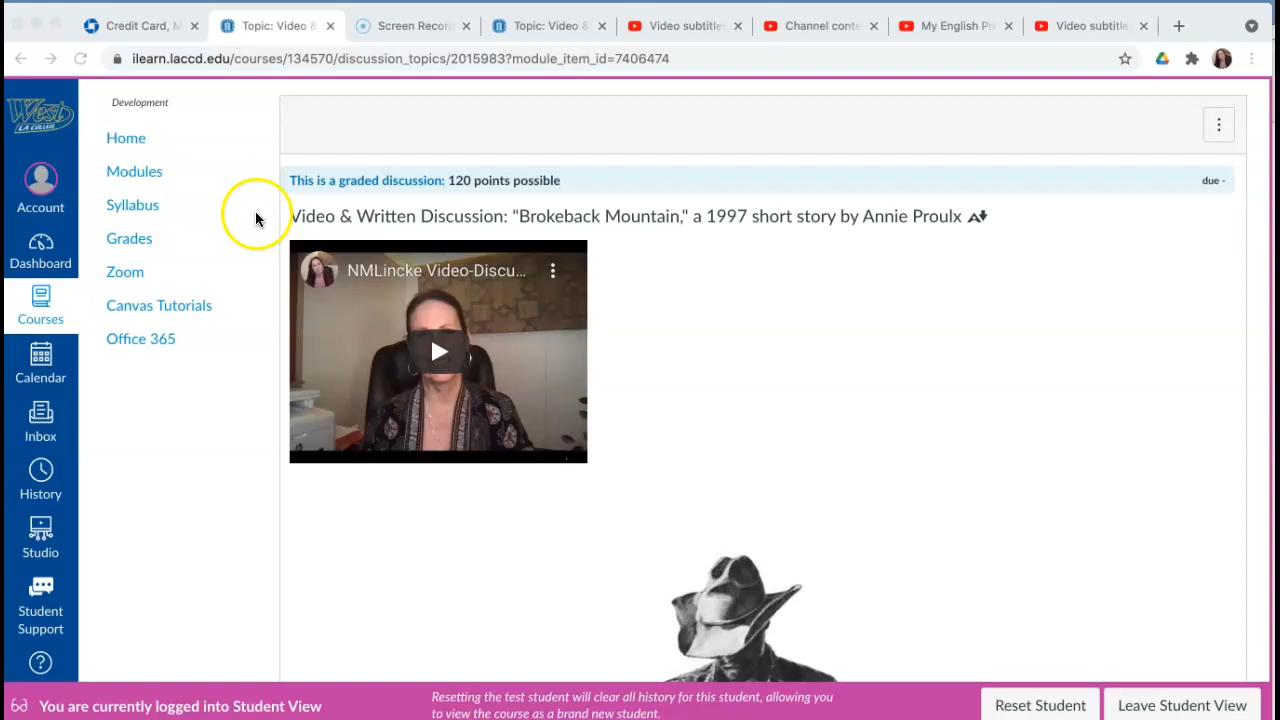 Credit Card, M
Topic: Video &
Screen Record
Topic: Video &
Video subtitle
Channel conte
My English Pr
Video subtitle
ilearn.laccd.edu/courses/134570/discussion_topics/2015983?module_item_id=7406474
West
LA COLLEGE
Account
Dashboard
Courses
Calendar
Inbox
History
Studio
Student
Support
Development
Home
Modules
Syllabus
Grades
Zoom
Canvas Tutorials
Office 365
This is a graded discussion: 120 points possible
due -
Video & Written Discussion: "Brokeback Mountain," a 1997 short story by Annie Proulx
NMLincke Video-Discu...
You are currently logged into Student View
Resetting the test student will clear all history for this student, allowing you
to view the course as a brand new student.
Reset Student
Leave Student View